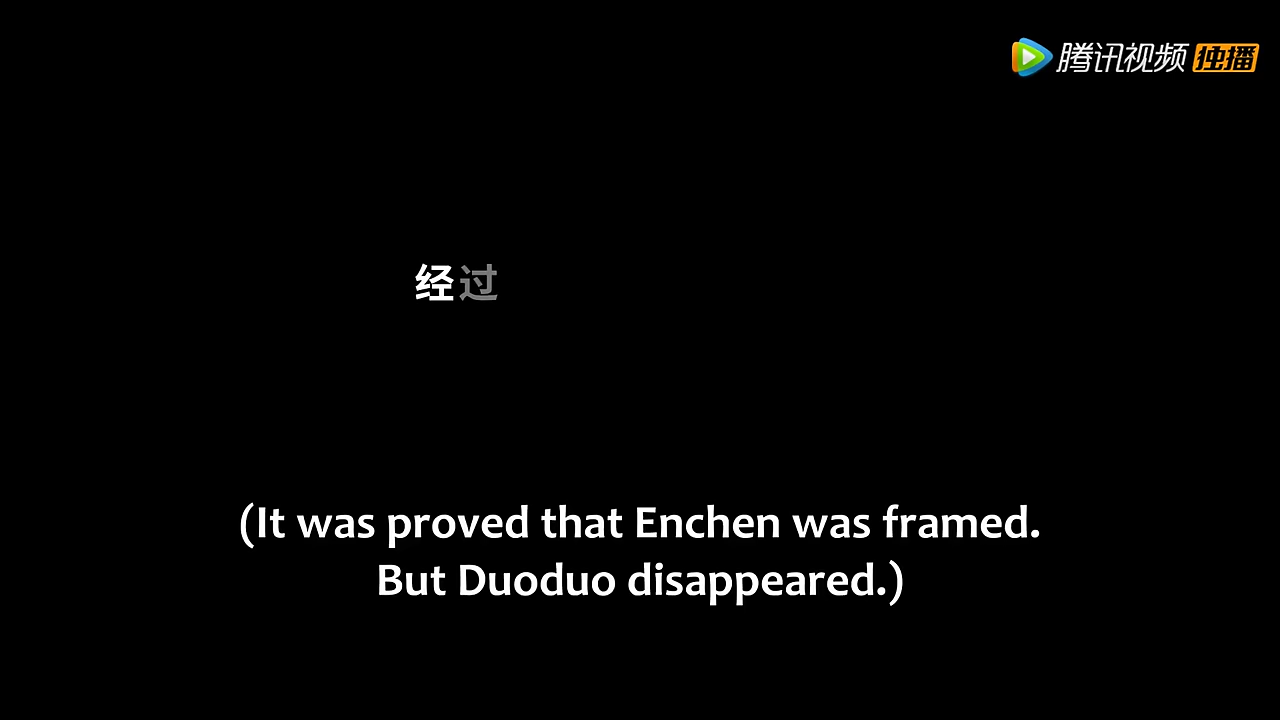 腾讯视频 独播
经过
(It was proved that Enchen was framed.
But Duoduo disappeared.)